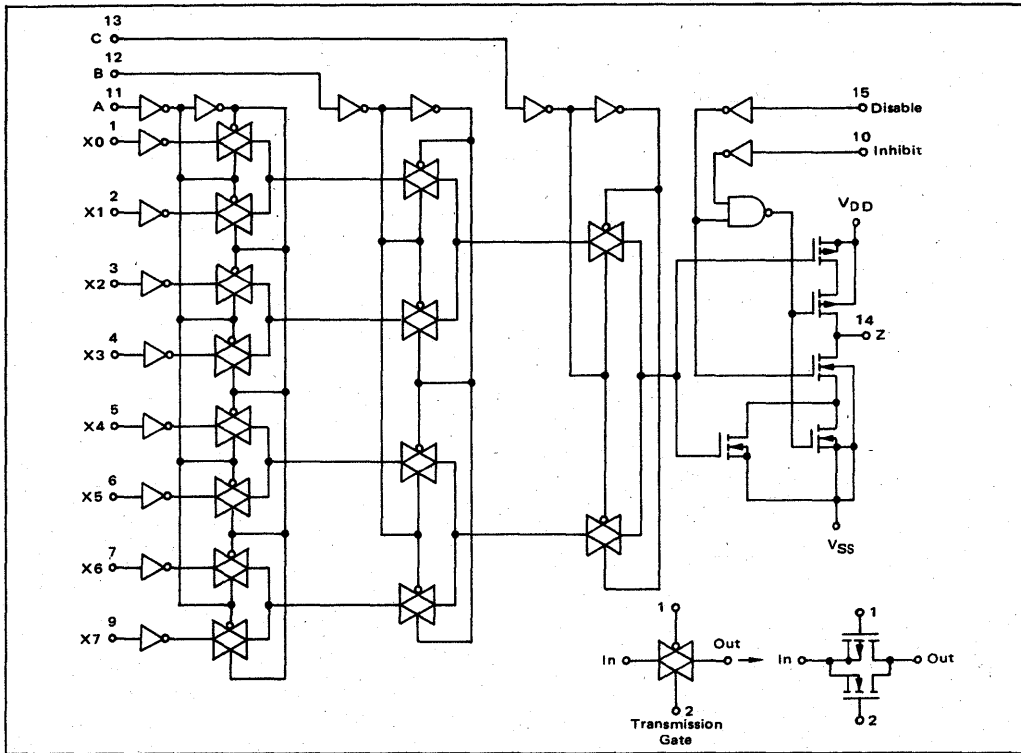 13
C
12
B
11
A
1
X0
2
X1
3
X2
4
X3
5
X4
6
X5
7
X6
9
X7
15
Disable
10
Inhibit
VDD
14
Z
VSS
1
In
Out
2
Transmission
Gate
1
In
Out
2